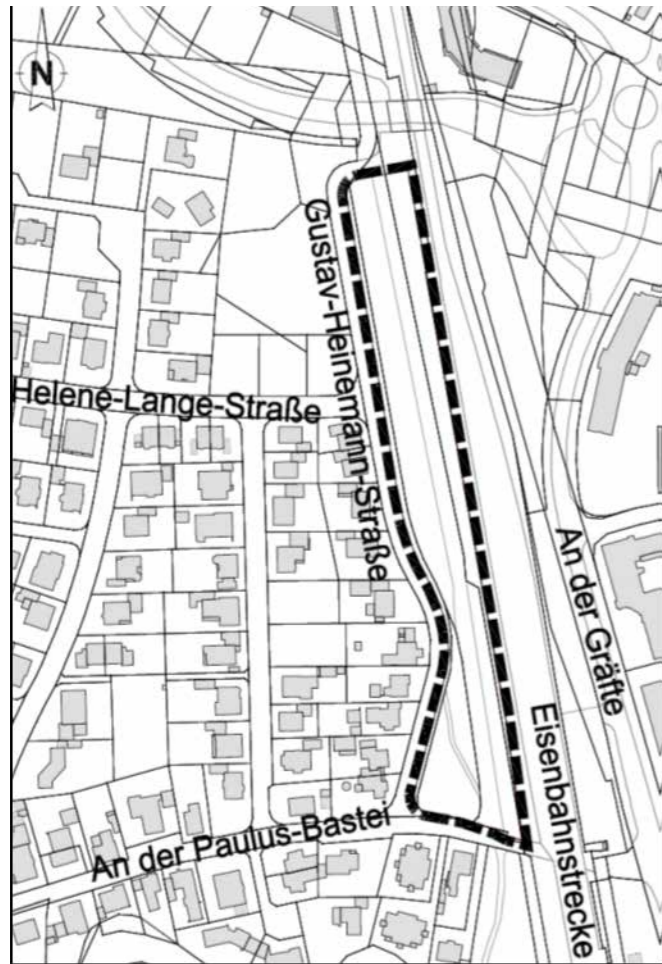 N
Gustav-Heinemann-Straße
Helene-Lange-Straße
An der Gräfte
Eisenbahnstrecke
An der Paulus-Bastei